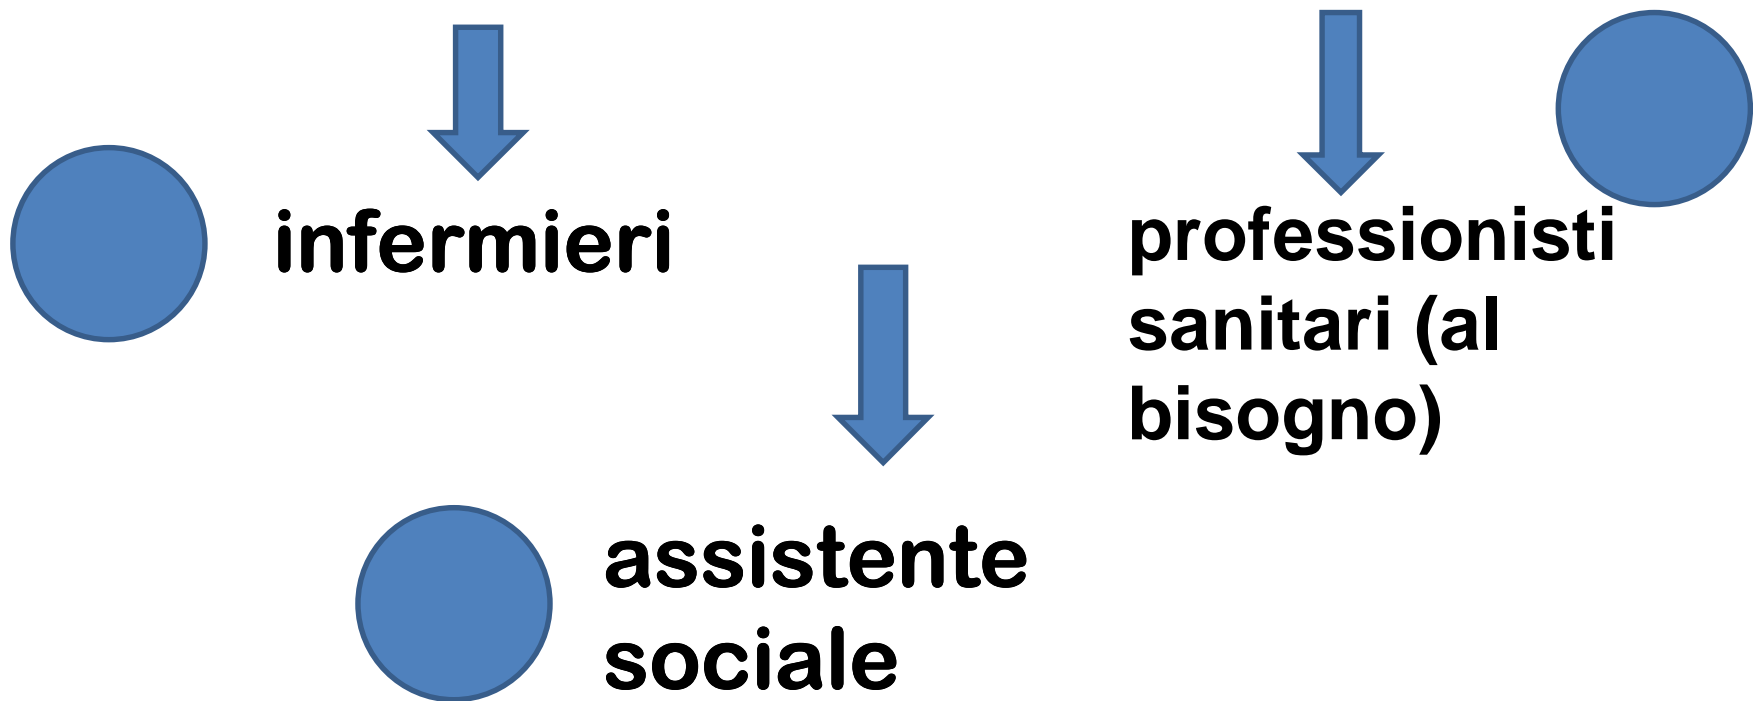 infermieri
professionisti
sanitari (al
bisogno)
assistente
sociale